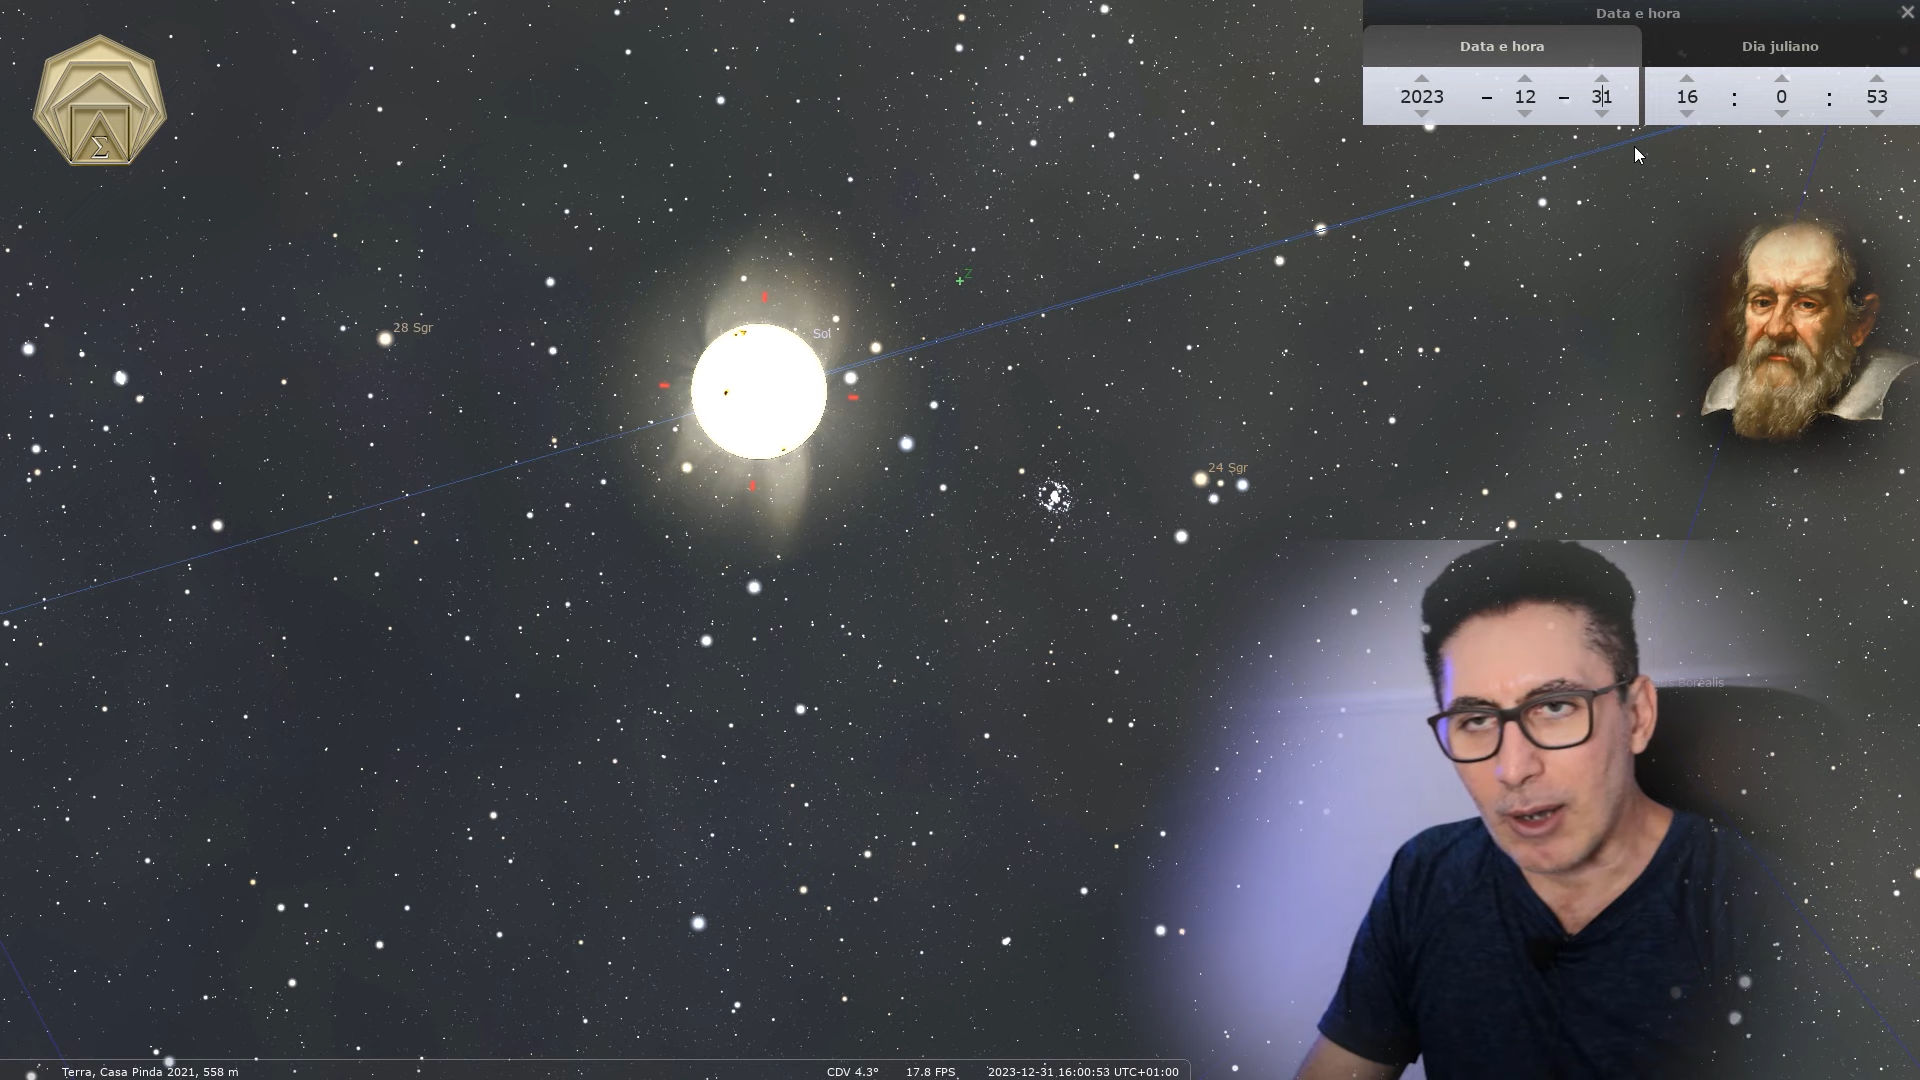 Data e hora
Data e hora
Dia juliano
2023 – 12 – 31
16 : 0 : 53
Z
28 Sgr
Sol
24 Sgr
Borealis
Σ
Terra, Casa Pinda 2021, 558 m
CDV 4.3°
17.8 FPS
2023-12-31 16:00:53 UTC+01:00